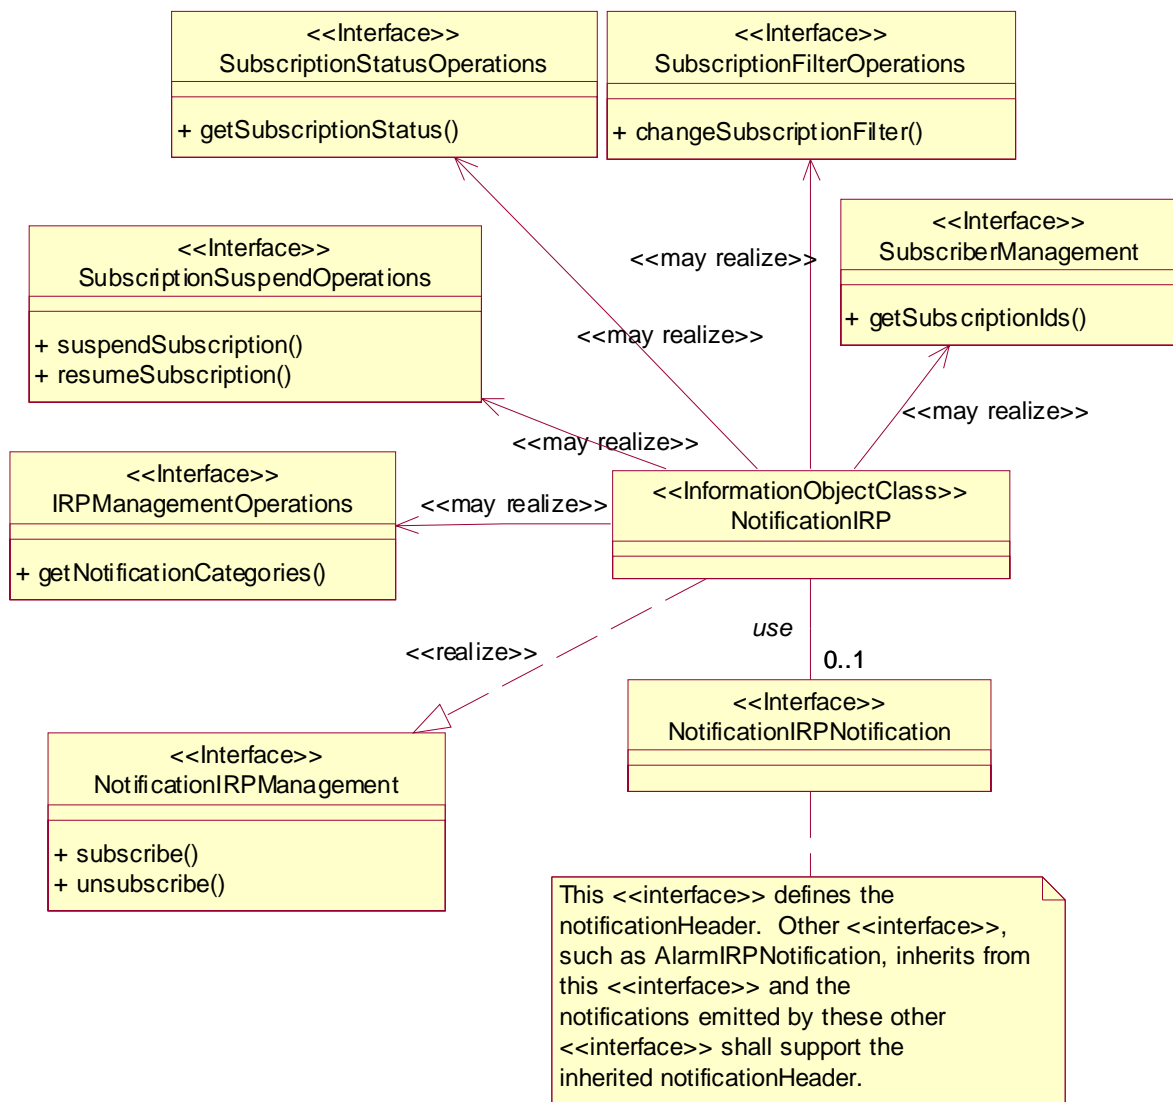 <<Interface>>
SubscriptionStatusOperations
+ getSubscriptionStatus()
<<Interface>>
SubscriptionFilterOperations
+ changeSubscriptionFilter()
<<Interface>>
SubscriberManagement
+ getSubscriptionIds()
<<Interface>>
SubscriptionSuspendOperations
+ suspendSubscription()
+ resumeSubscription()
<<may realize>>
<<may realize>>
<<may realize>>
<<may realize>>
<<Interface>>
IRPManagementOperations
+ getNotificationCategories()
<<may realize>>
<<InformationObjectClass>>
NotificationIRP
use
0..1
<<realize>>
<<Interface>>
NotificationIRPNotification
<<Interface>>
NotificationIRPManagement
+ subscribe()
+ unsubscribe()
This <<interface>> defines the
notificationHeader.  Other <<interface>>,
such as AlarmIRPNotification, inherits from
this <<interface>> and the
notifications emitted by these other
<<interface>> shall support the
inherited notificationHeader.